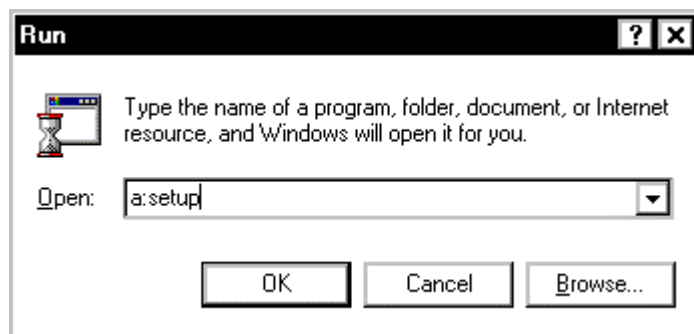 Run
Type the name of a program, folder, document, or Internet
resource, and Windows will open it for you.
Open: a:setup
OK Cancel Browse...